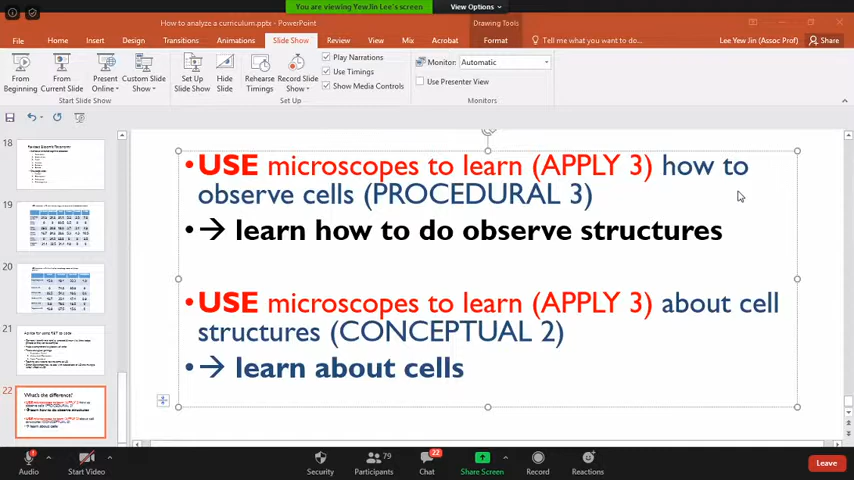 You are viewing YewJin Lee's screen
View Options
How to analyze a curriculum.pptx - PowerPoint
Drawing Tools
File Home Insert Design Transitions Animations Slide Show Review View Mix Acrobat Format Tell me what you want to do... Lee Yew Jin (Assoc Prof) Share
From Beginning
From Current Slide
Present Online
Custom Slide Show
Set Up Slide Show
Hide Slide
Rehearse Timings
Record Slide Show
Play Narrations
Use Timings
Show Media Controls
Monitor: Automatic
Use Presenter View
Start Slide Show Set Up Monitors
18
19
20
21
22
What's the difference?
•USE microscopes to learn (APPLY 3) how to
observe cells (PROCEDURAL 3)
•→ learn how to do observe structures
•USE microscopes to learn (APPLY 3) about cell
structures (CONCEPTUAL 2)
•→ learn about cells
Audio Start Video Security Participants 79 Chat 22 Share Screen Record Reactions Leave